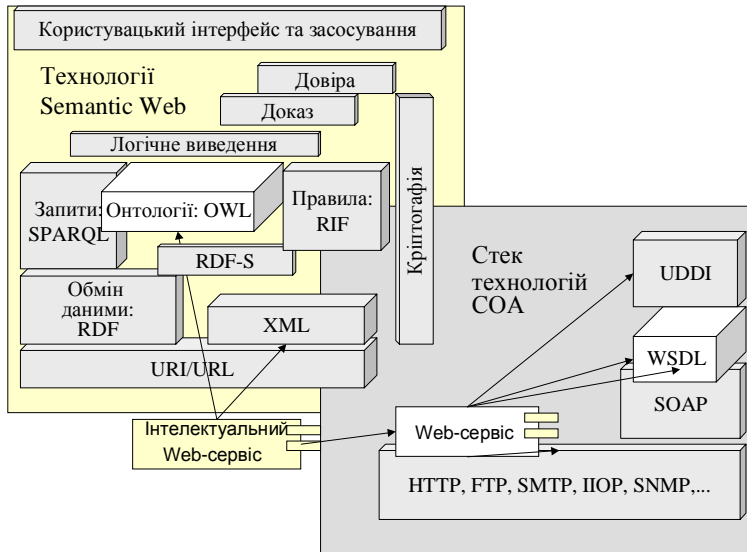 Користувацький інтерфейс та засосування
Технології
Semantic Web
Довіра
Доказ
Логічне виведення
Запити:
SPARQL
Онтології: OWL
Правила:
RIF
Кріптогафія
RDF-S
Обмін
даними:
RDF
XML
URI/URL
Стек
технологій
СОА
UDDI
WSDL
SOAP
Інтелектуальний
Web-сервіс
Web-сервіс
HTTP, FTP, SMTP, IIOP, SNMP,...